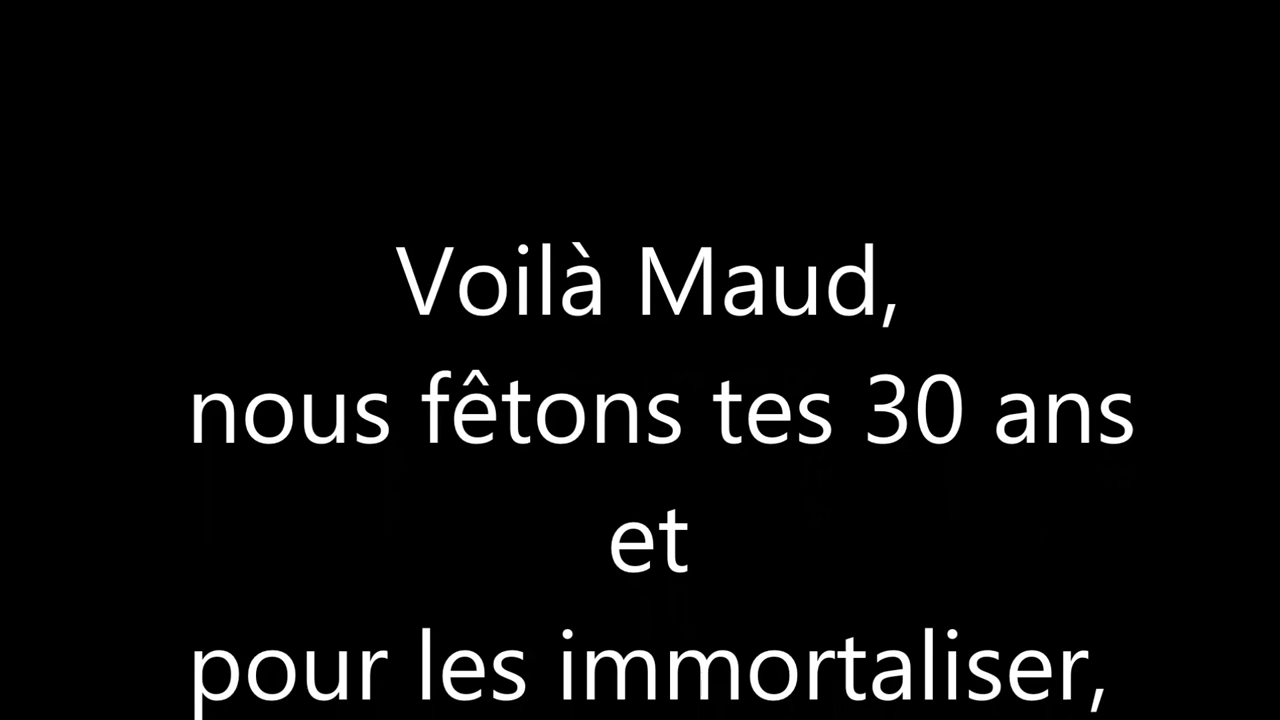 Voilà Maud,
nous fêtons tes 30 ans
et
pour les immortaliser,